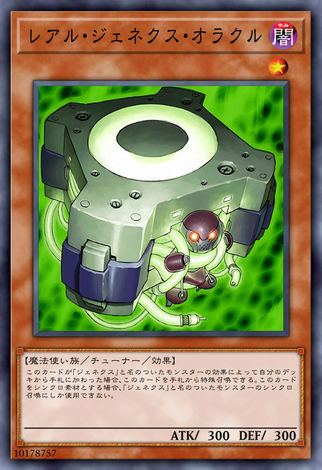 レアル・ジェネクス・オラクル
闇
やみ
【魔法使い族／チューナー／効果】
このカードが「ジェネクス」と名のついたモンスターの効果によって自分のデ
ッキから手札に加わった場合、このカードを手札から特殊召喚できる。このカード
をシンクロ素材とする場合、「ジェネクス」と名のついたモンスターのシンクロ
召喚にしか使用できない。
ATK/ 300 DEF/ 300
10178757